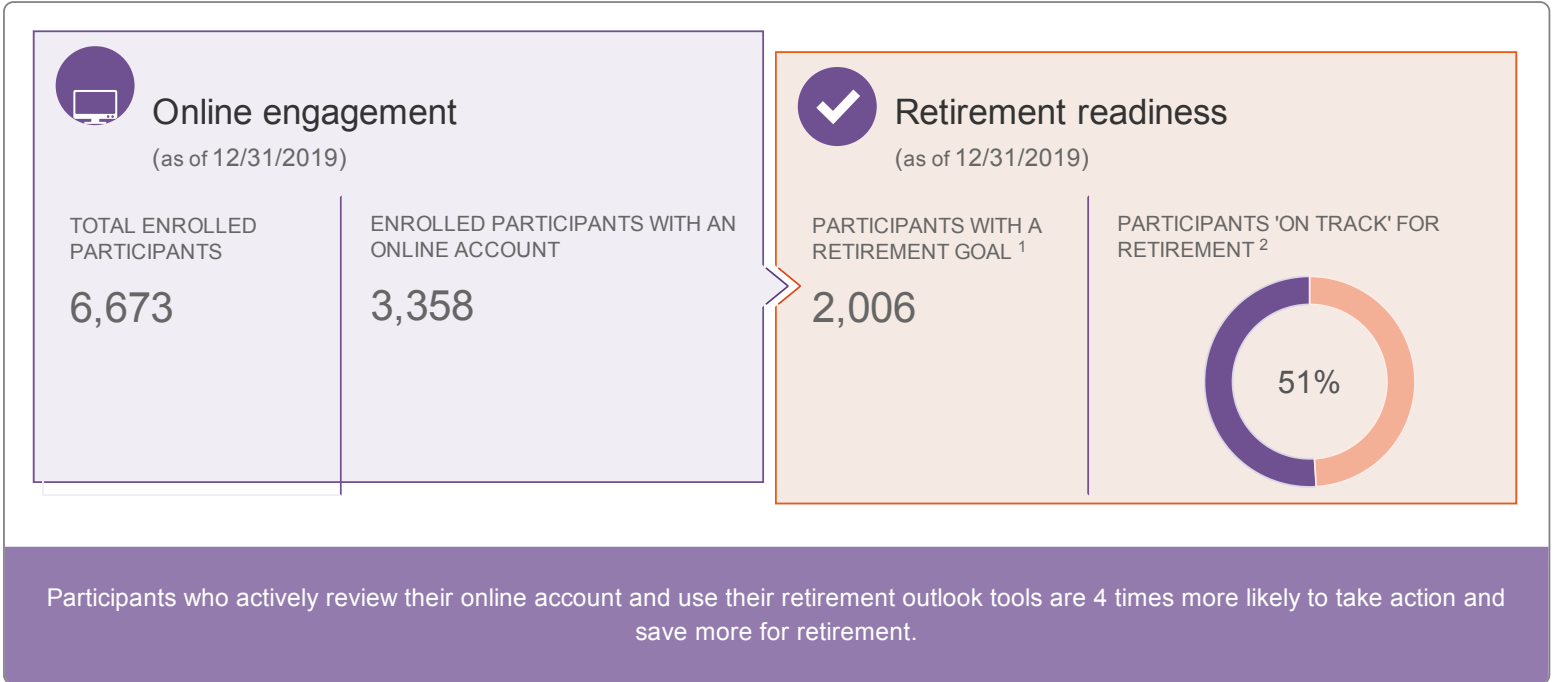 Online engagement
(as of 12/31/2019)
TOTAL ENROLLED
PARTICIPANTS
6,673
ENROLLED PARTICIPANTS WITH AN
ONLINE ACCOUNT
3,358
Retirement readiness
(as of 12/31/2019)
PARTICIPANTS WITH A
RETIREMENT GOAL 1
2,006
PARTICIPANTS 'ON TRACK' FOR
RETIREMENT 2
51%
Participants who actively review their online account and use their retirement outlook tools are 4 times more likely to take action and
save more for retirement.